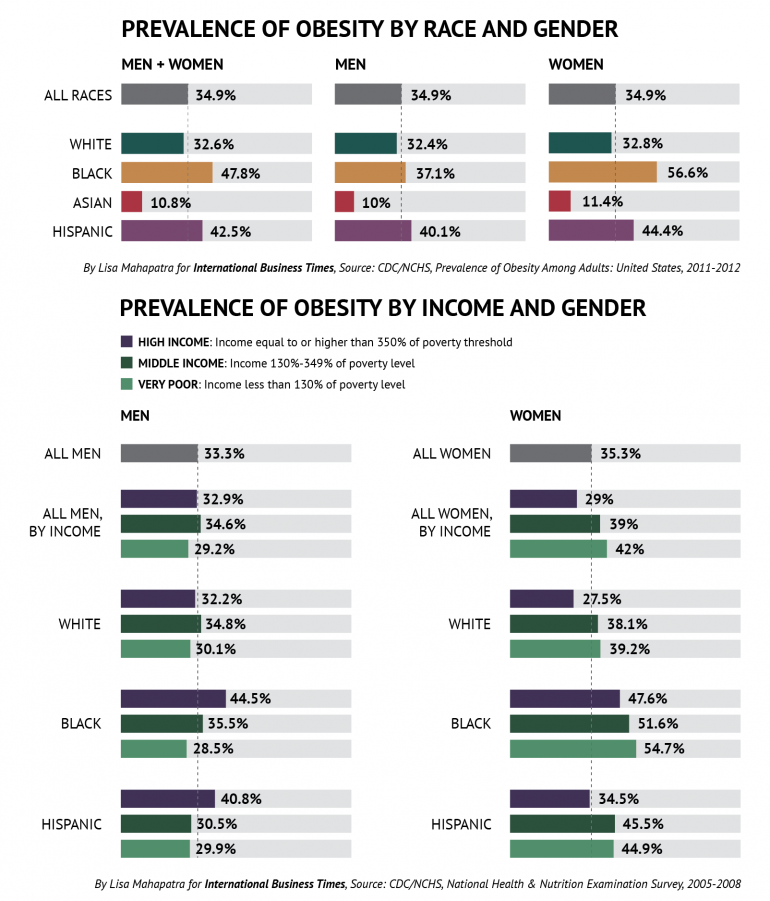 PREVALENCE OF OBESITY BY RACE AND GENDER
MEN + WOMEN MEN WOMEN
ALL RACES 34.9% 34.9% 34.9%
WHITE 32.6% 32.4% 32.8%
BLACK 47.8% 37.1% 56.6%
ASIAN 10.8% 10% 11.4%
HISPANIC 42.5% 40.1% 44.4%
By Lisa Mahapatra for International Business Times, Source: CDC/NCHS, Prevalence of Obesity Among Adults: United States, 2011-2012
PREVALENCE OF OBESITY BY INCOME AND GENDER
HIGH INCOME: Income equal to or higher than 350% of poverty threshold
MIDDLE INCOME: Income 130%-349% of poverty level
VERY POOR: Income less than 130% of poverty level
MEN
ALL MEN 33.3%
ALL MEN,
BY INCOME
32.9%
34.6%
29.2%
WHITE
32.2%
34.8%
30.1%
BLACK
44.5%
35.5%
28.5%
HISPANIC
40.8%
30.5%
29.9%
WOMEN
ALL WOMEN 35.3%
ALL WOMEN,
BY INCOME
29%
39%
42%
WHITE
27.5%
38.1%
39.2%
BLACK
47.6%
51.6%
54.7%
HISPANIC
34.5%
45.5%
44.9%
By Lisa Mahapatra for International Business Times, Source: CDC/NCHS, National Health & Nutrition Examination Survey, 2005-2008